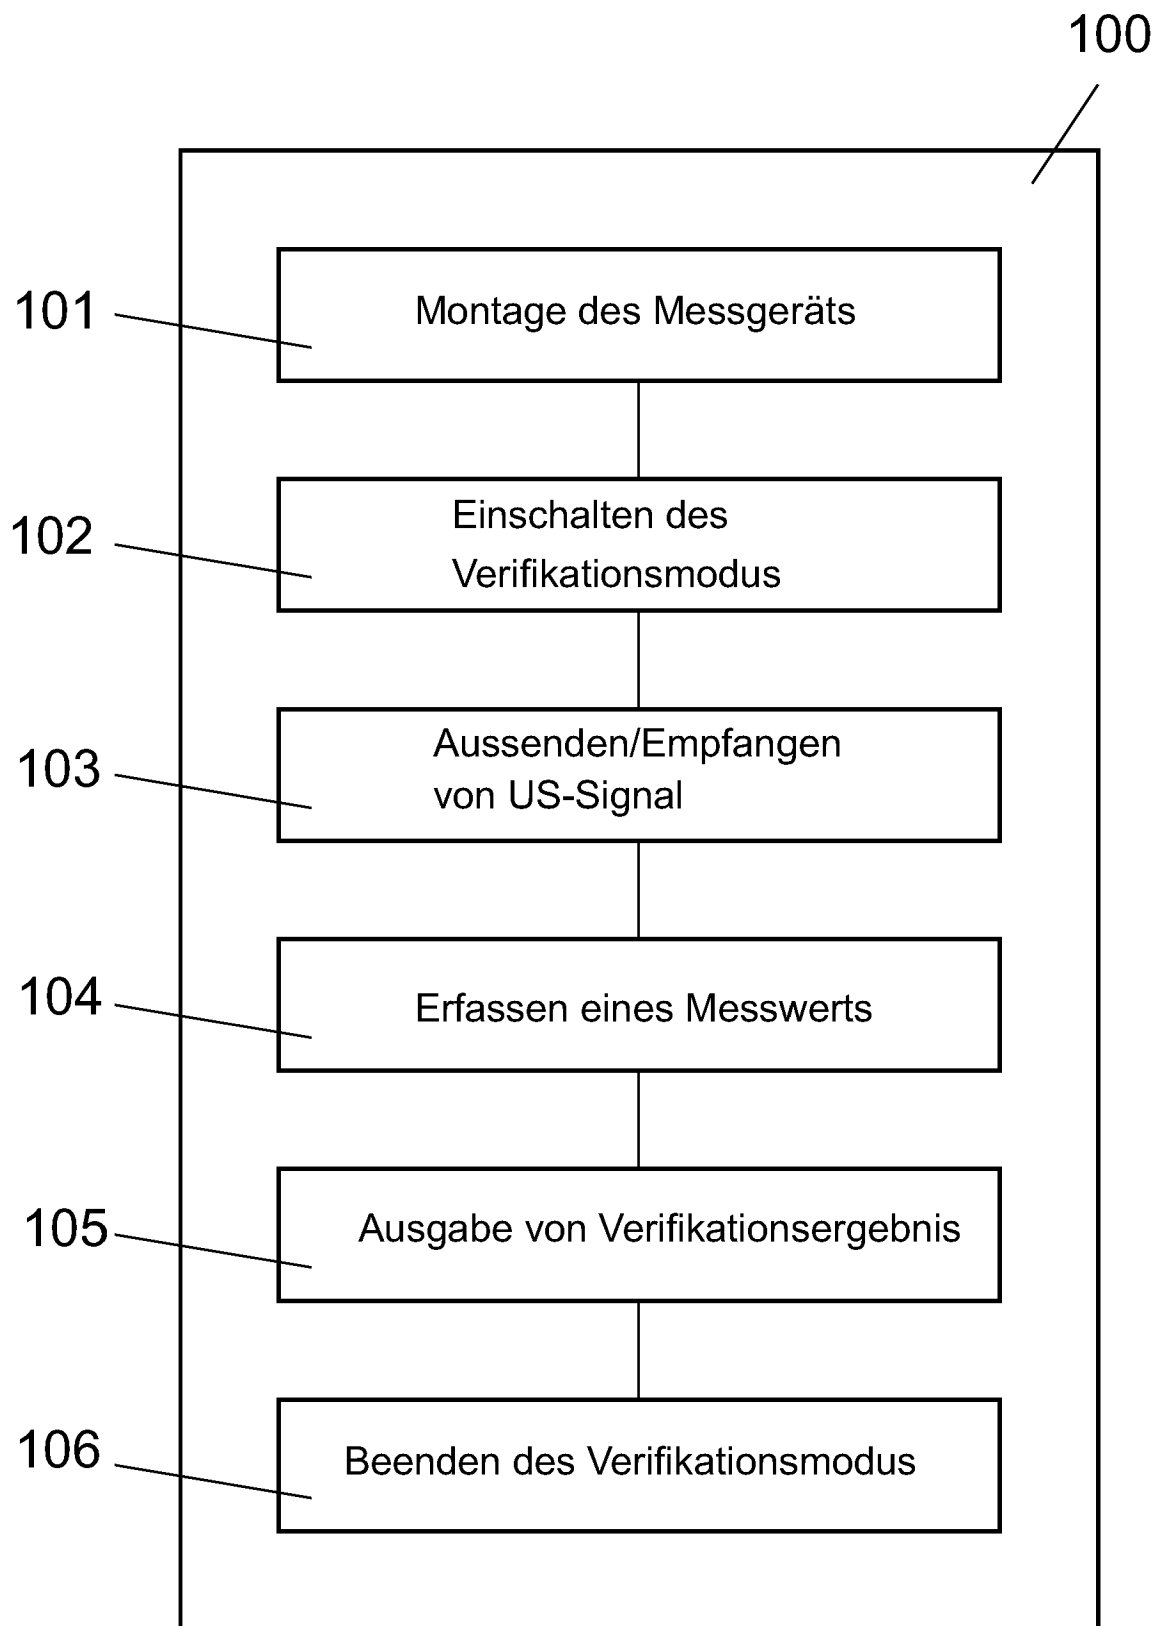 100
101
Montage des Messgeräts
102
Einschalten des
Verifikationsmodus
103
Aussenden/Empfangen
von US-Signal
104
Erfassen eines Messwerts
105
Ausgabe von Verifikationsergebnis
106
Beenden des Verifikationsmodus